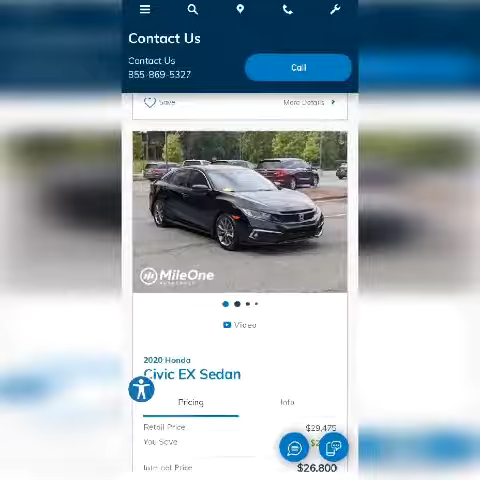 Contact Us
Contact Us
855-869-5327
Call
Save
More Details
MileOne
Video
2020 Honda
Civic EX Sedan
Pricing
Info
Retail Price
$29,475
You Save
Internet Price
$26,800